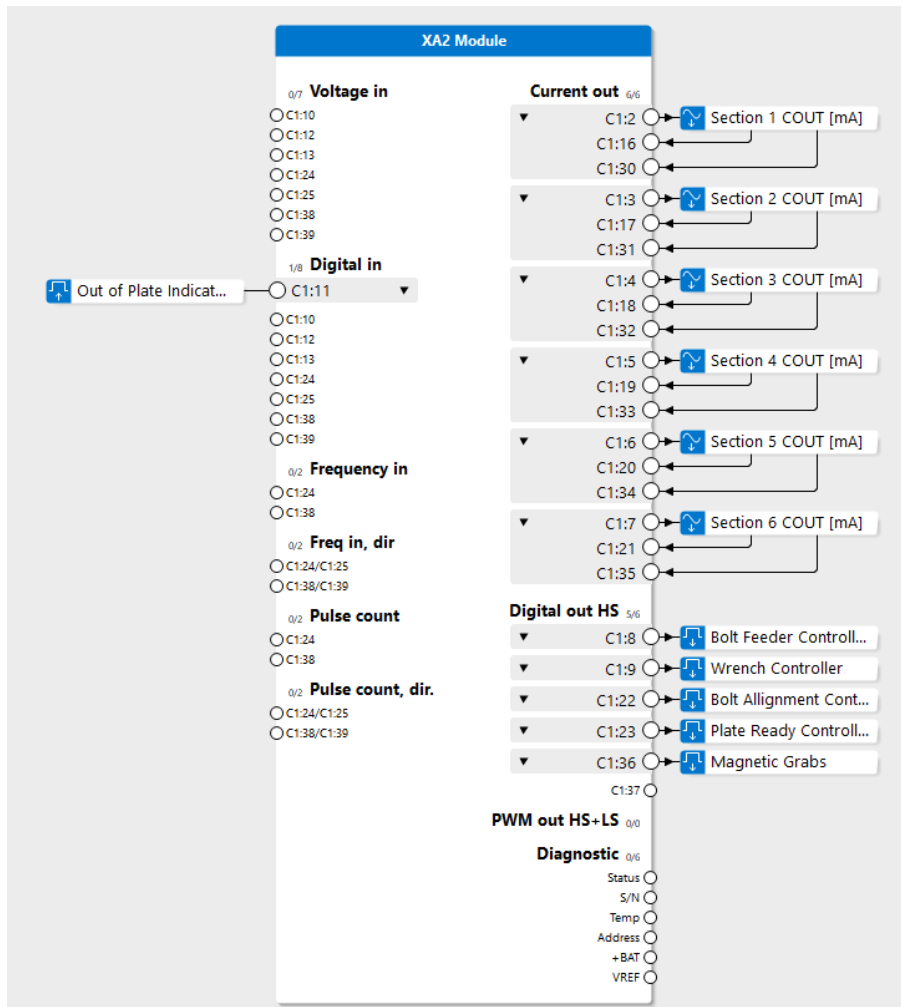 XA2 Module
0/7 Voltage in
C1:10
C1:12
C1:13
C1:24
C1:25
C1:38
C1:39
1/8 Digital in
Out of Plate Indicat...
C1:11
C1:10
C1:12
C1:13
C1:24
C1:25
C1:38
C1:39
0/2 Frequency in
C1:24
C1:38
0/2 Freq in, dir
C1:24/C1:25
C1:38/C1:39
0/2 Pulse count
C1:24
C1:38
0/2 Pulse count, dir.
C1:24/C1:25
C1:38/C1:39
Current out 6/6
C1:2 Section 1 COUT [mA]
C1:16
C1:30
C1:3 Section 2 COUT [mA]
C1:17
C1:31
C1:4 Section 3 COUT [mA]
C1:18
C1:32
C1:5 Section 4 COUT [mA]
C1:19
C1:33
C1:6 Section 5 COUT [mA]
C1:20
C1:34
C1:7 Section 6 COUT [mA]
C1:21
C1:35
Digital out HS 5/6
C1:8 Bolt Feeder Controll...
C1:9 Wrench Controller
C1:22 Bolt Allignment Cont...
C1:23 Plate Ready Controll...
C1:36 Magnetic Grabs
C1:37
PWM out HS+LS 0/0
Diagnostic 0/6
Status
S/N
Temp
Address
+BAT
VREF